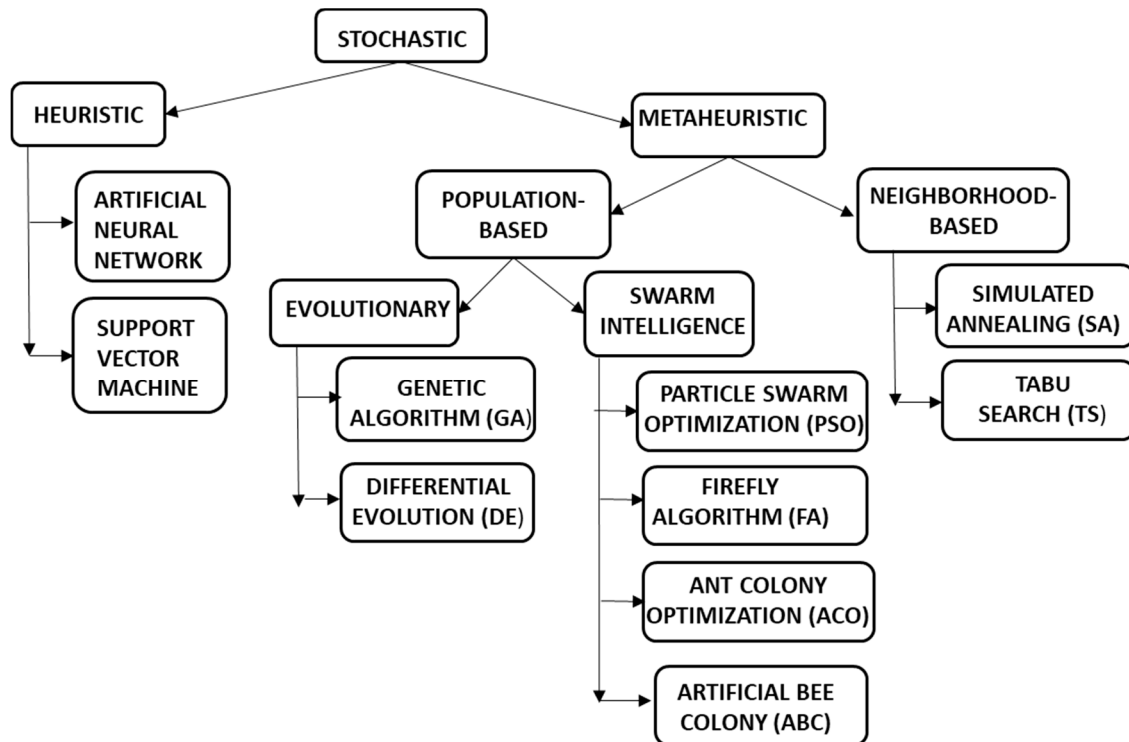 STOCHASTIC
HEURISTIC
METAHEURISTIC
ARTIFICIAL
NEURAL
NETWORK
SUPPORT
VECTOR
MACHINE
POPULATION-
BASED
NEIGHBORHOOD-
BASED
EVOLUTIONARY
SWARM
INTELLIGENCE
GENETIC
ALGORITHM (GA)
DIFFERENTIAL
EVOLUTION (DE)
PARTICLE SWARM
OPTIMIZATION (PSO)
FIREFLY
ALGORITHM (FA)
ANT COLONY
OPTIMIZATION (ACO)
ARTIFICIAL BEE
COLONY (ABC)
SIMULATED
ANNEALING (SA)
TABU
SEARCH (TS)